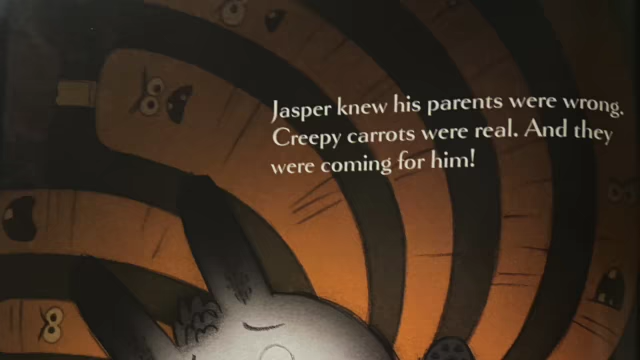 Jasper knew his parents were wrong.
Creepy carrots were real. And they
were coming for him!